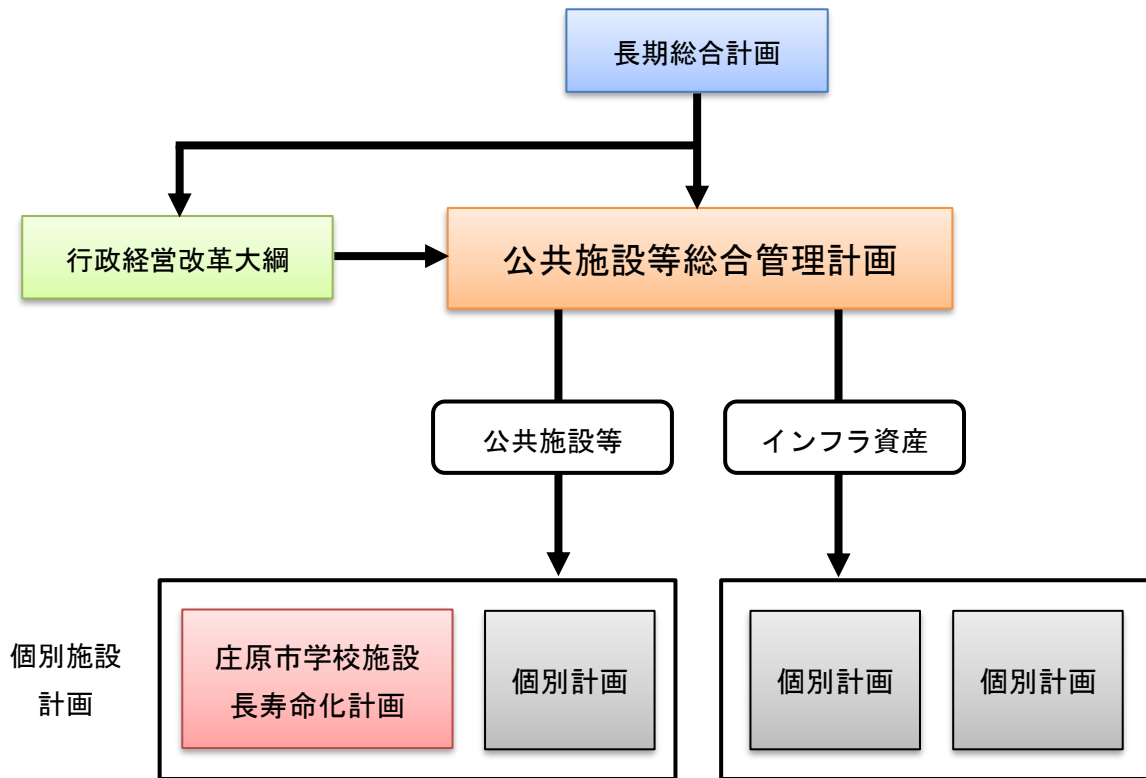 長期総合計画
行政経営改革大綱
公共施設等総合管理計画
公共施設等
インフラ資産
個別施設
計画
庄原市学校施設
長寿命化計画
個別計画
個別計画
個別計画